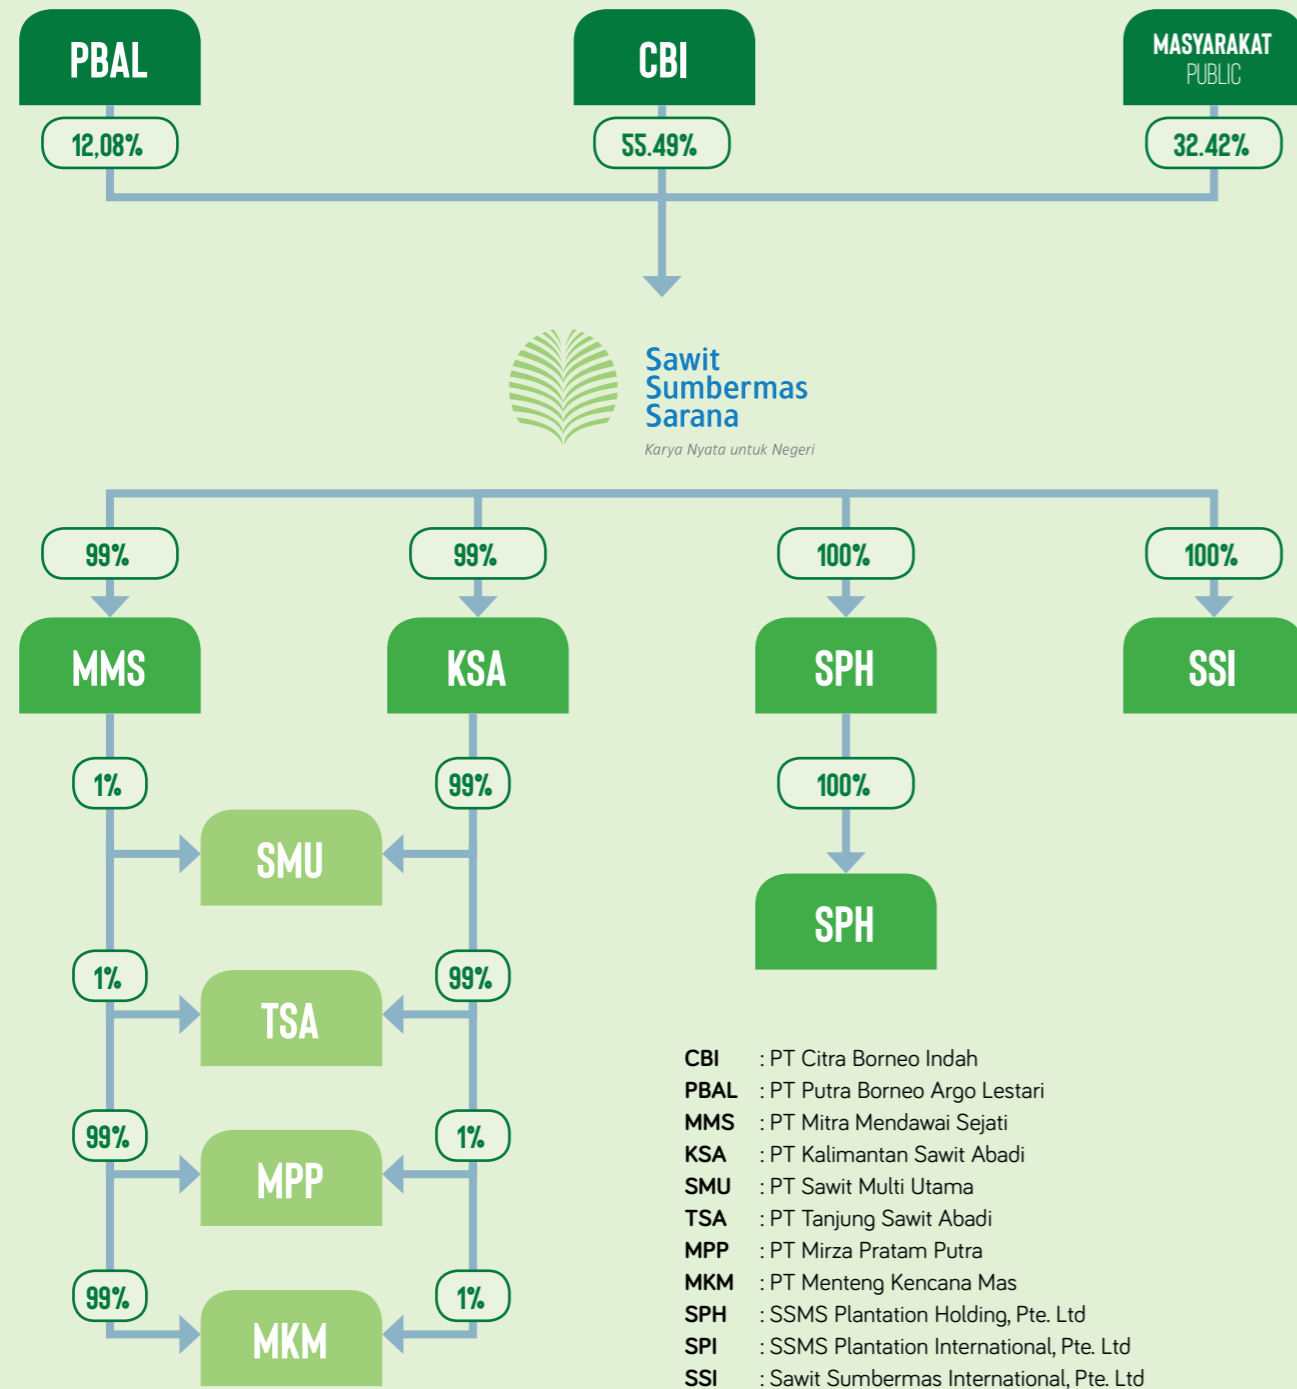 PBAL
CBI
MASYARAKAT
PUBLIC
12,08%
55.49%
32.42%
Sawit
Sumbermas
Sarana
Karya Nyata untuk Negeri
99%
99%
100%
100%
MMS
KSA
SPH
SSI
1%
99%
100%
SMU
SPH
1%
99%
TSA
99%
1%
MPP
99%
1%
MKM
CBI : PT Citra Borneo Indah
PBAL : PT Putra Borneo Argo Lestari
MMS : PT Mitra Mendawai Sejati
KSA : PT Kalimantan Sawit Abadi
SMU : PT Sawit Multi Utama
TSA : PT Tanjung Sawit Abadi
MPP : PT Mirza Pratam Putra
MKM : PT Menteng Kencana Mas
SPH : SSMS Plantation Holding, Pte. Ltd
SPI : SSMS Plantation International, Pte. Ltd
SSI : Sawit Sumbermas International, Pte. Ltd